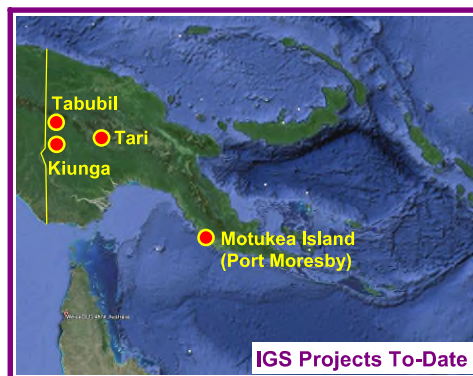 Tabubil
Tari
Kiunga
Motukea Island
(Port Moresby)
IGS Projects To-Date